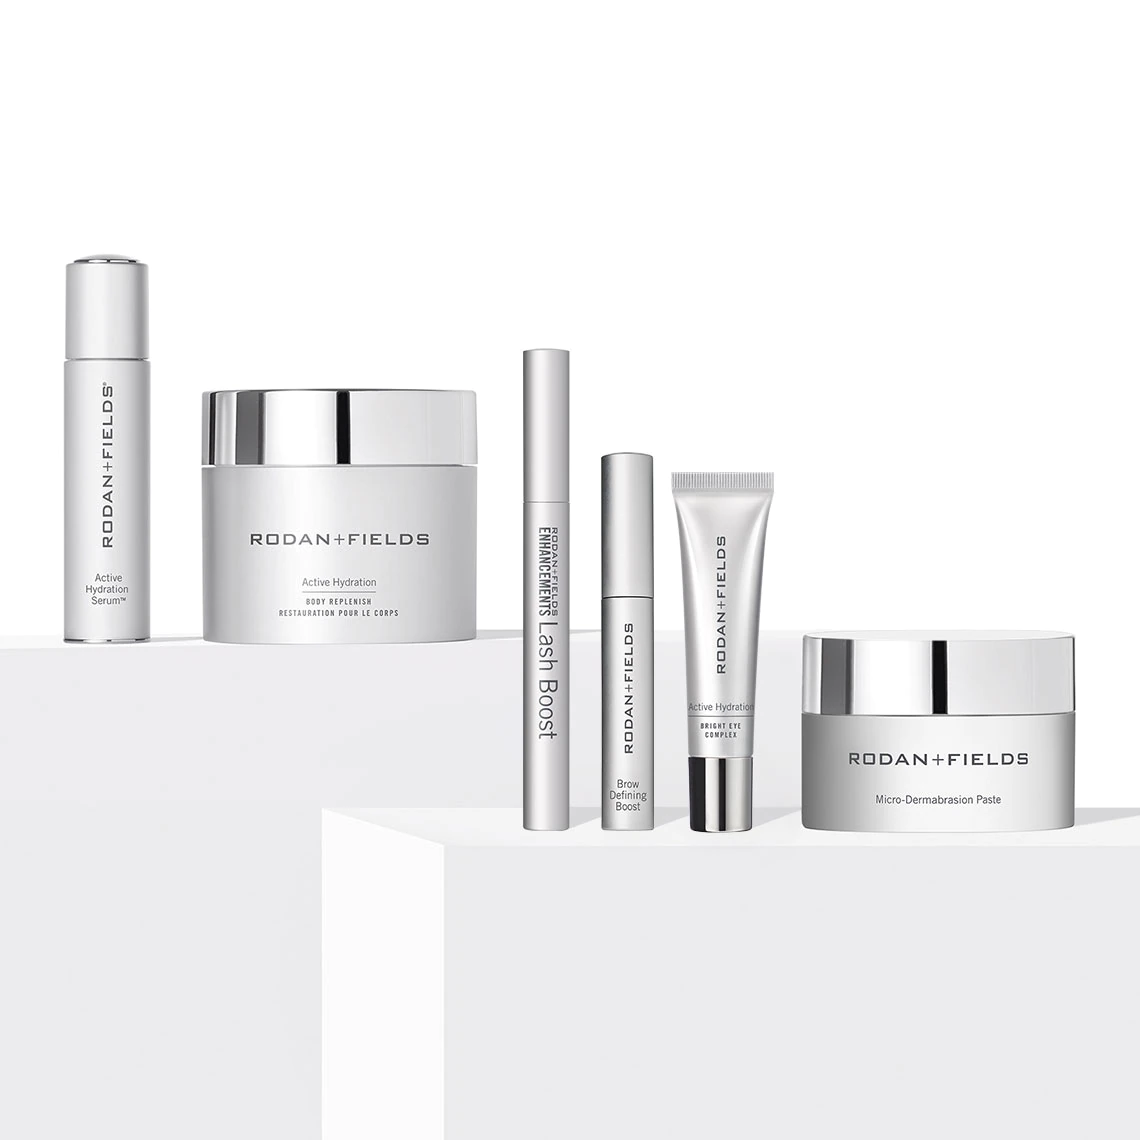 RODAN+FIELDS®
Active
Hydration
Serum™
RODAN+FIELDS
Active Hydration
BODY REPLENISH
RESTAURATION POUR LE CORPS
RODAN+FIELDS
ENHANCEMENTS Lash Boost
RODAN+FIELDS
Brow
Defining
Boost
RODAN+FIELDS
Active Hydration
BRIGHT EYE
COMPLEX
RODAN+FIELDS
Micro-Dermabrasion Paste